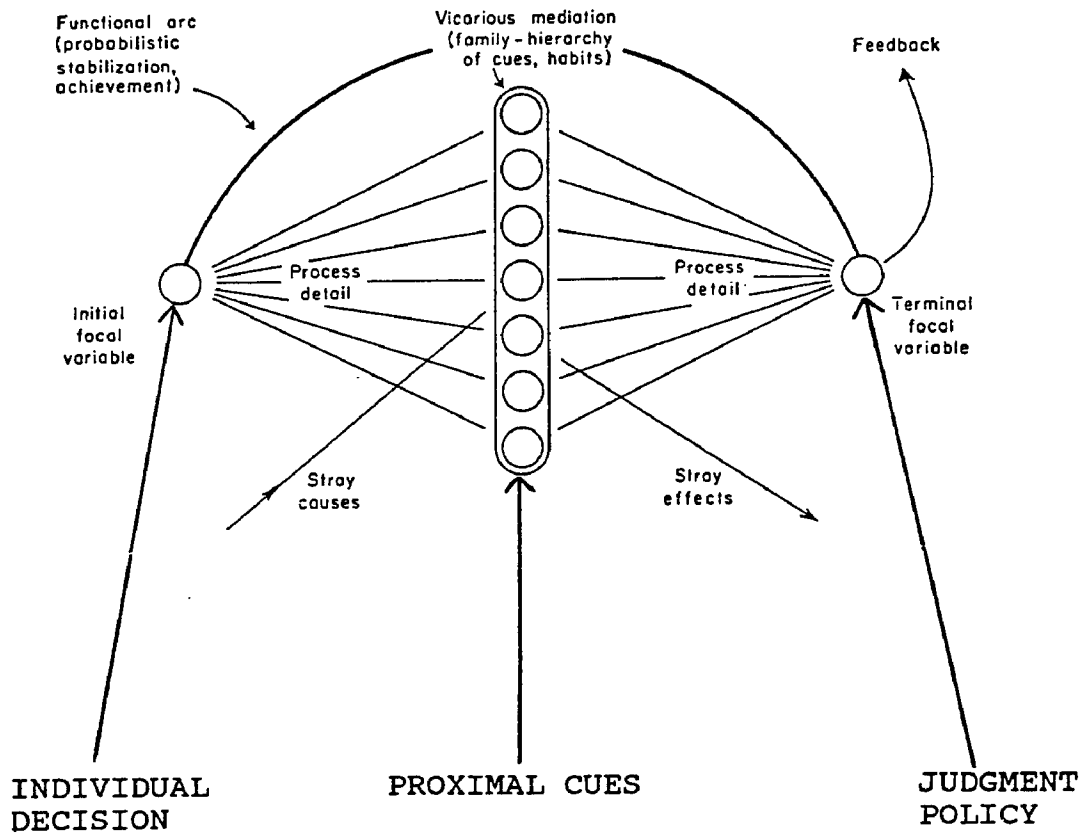 Functional arc
(probabilistic
stabilization,
achievement)
Vicarious mediation
(family-hierarchy
of cues, habits)
Feedback
Process
detail
Process
detail
Initial
focal
variable
Terminal
focal
variable
Stray
causes
Stray
effects
INDIVIDUAL
DECISION
PROXIMAL CUES
JUDGMENT
POLICY